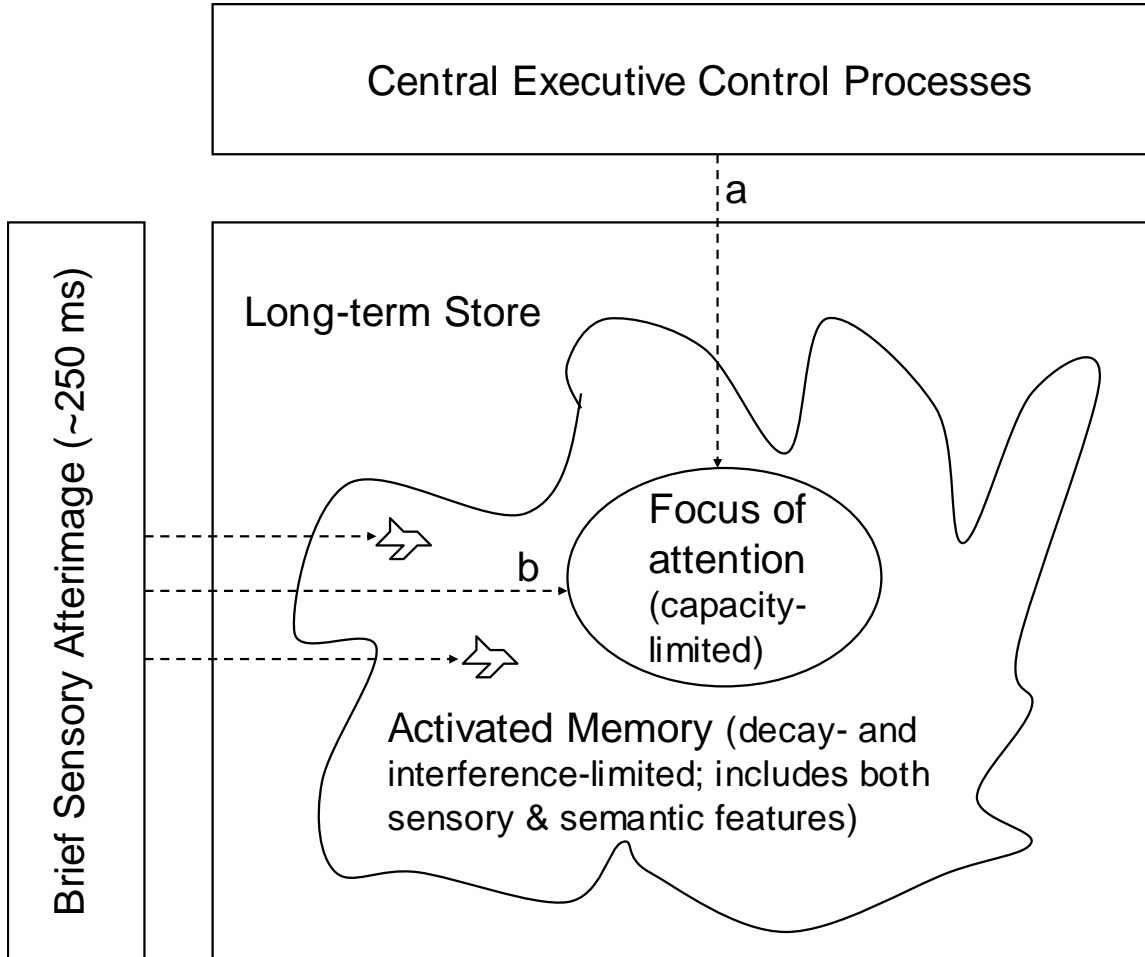 Central Executive Control Processes
a
Brief Sensory Afterimage (~250 ms)
Long-term Store
Focus of
attention
(capacity-
limited)
b
Activated Memory (decay- and
interference-limited; includes both
sensory & semantic features)